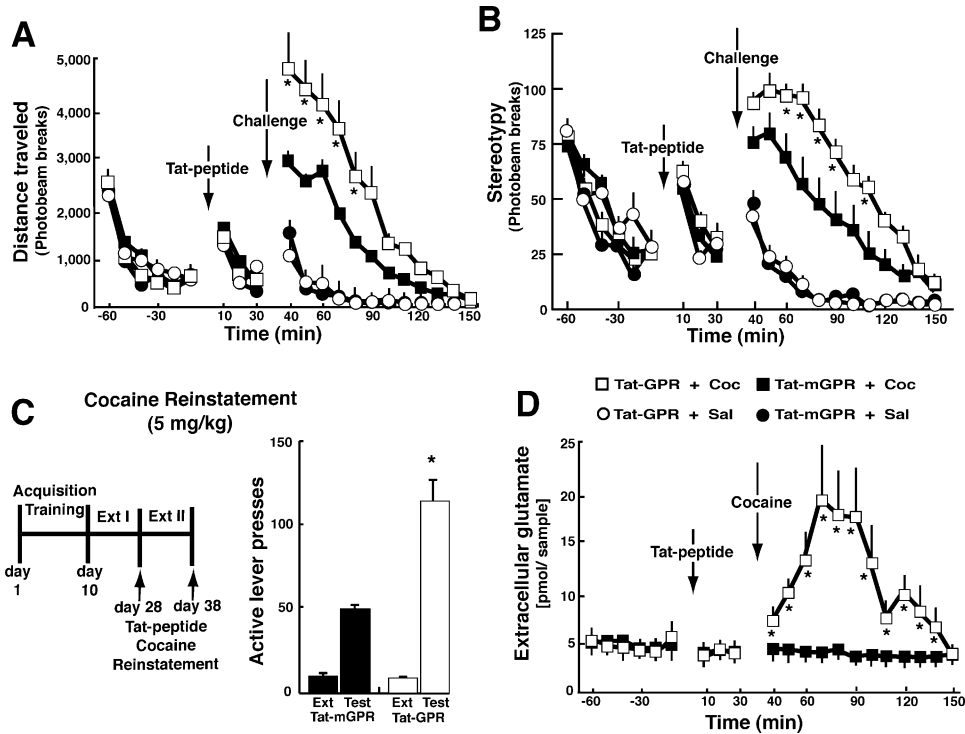 A
5,000
4,000
3,000
2,000
1,000
0
Distance traveled
(Photobeam breaks)
Tat-peptide
Challenge
*
*
*
*
*
-60
-30
10
30
40
60
90
120
150
Time (min)
B
125
100
75
50
25
0
Stereotypy
(Photobeam breaks)
Tat-peptide
Challenge
*
*
*
*
*
-60
-30
10
30
40
60
90
120
150
Time (min)
C
Cocaine Reinstatement
(5 mg/kg)
Acquisition
Training
Ext I
Ext II
day
1
day
10
day 28
day 38
Tat-peptide
Cocaine
Reinstatement
150
100
50
0
Active lever presses
*
Ext Test
Tat-mGPR
Ext Test
Tat-GPR
Tat-GPR + Coc
Tat-mGPR + Coc
Tat-GPR + Sal
Tat-mGPR + Sal
D
25
20
15
10
5
0
Extracellular glutamate
[pmol/ sample]
Tat-peptide
Cocaine
*
*
*
*
*
*
*
*
*
*
*
-60
-30
10
30
40
60
90
120
150
Time (min)